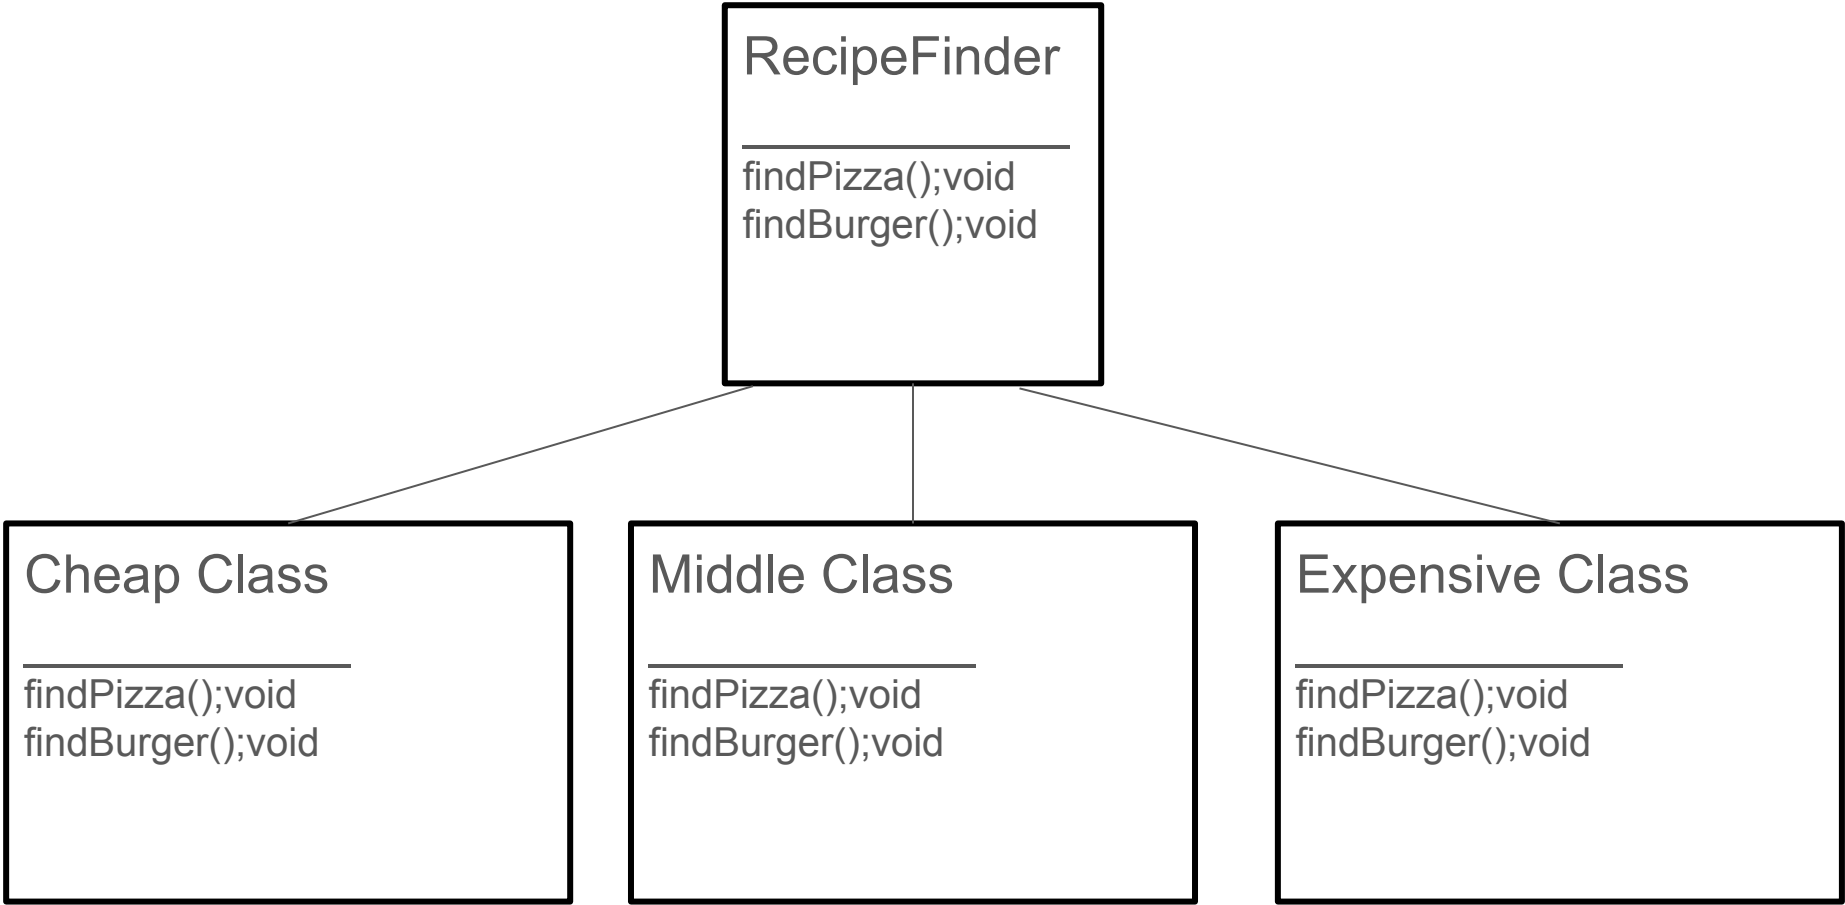 RecipeFinder
findPizza();void
findBurger();void
Cheap Class
findPizza();void
findBurger();void
Middle Class
findPizza();void
findBurger();void
Expensive Class
findPizza();void
findBurger();void